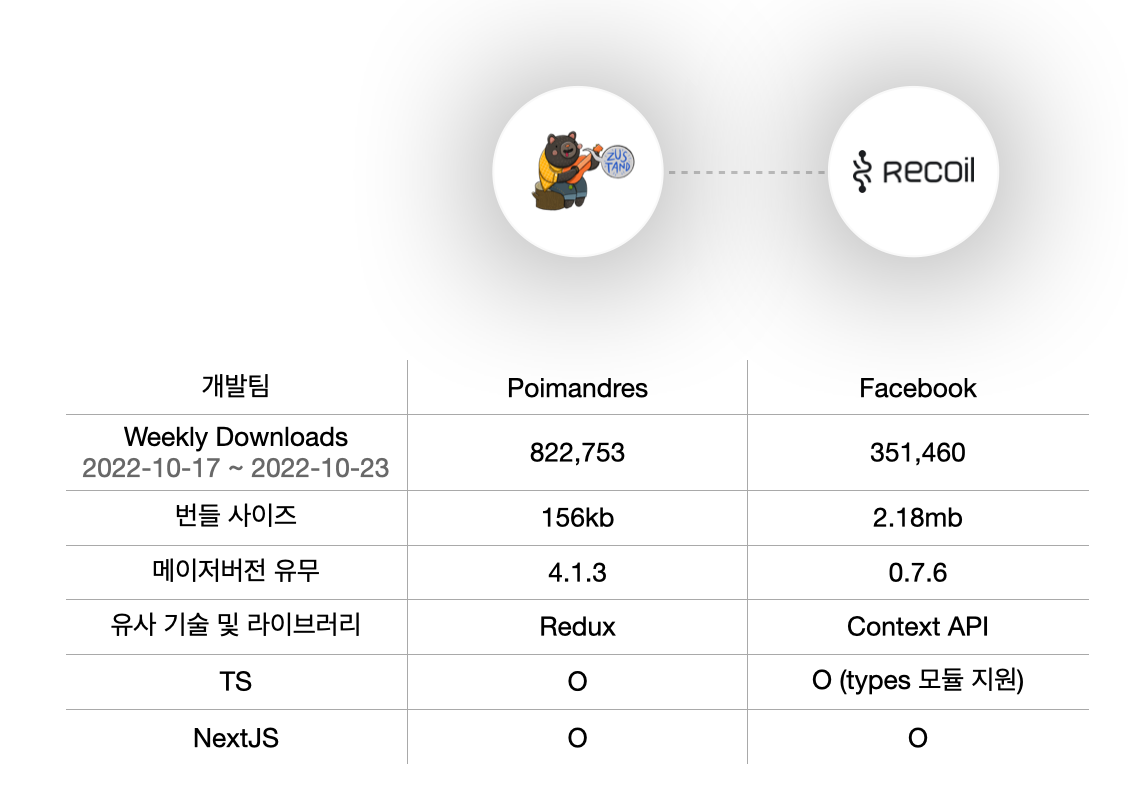 ZUS
TAND
RECOIL
개발팀 Poimandres Facebook
Weekly Downloads
2022-10-17 ~ 2022-10-23 822,753 351,460
번들 사이즈 156kb 2.18mb
메이저버전 유무 4.1.3 0.7.6
유사 기술 및 라이브러리 Redux Context API
TS O O (types 모듈 지원)
NextJS O O